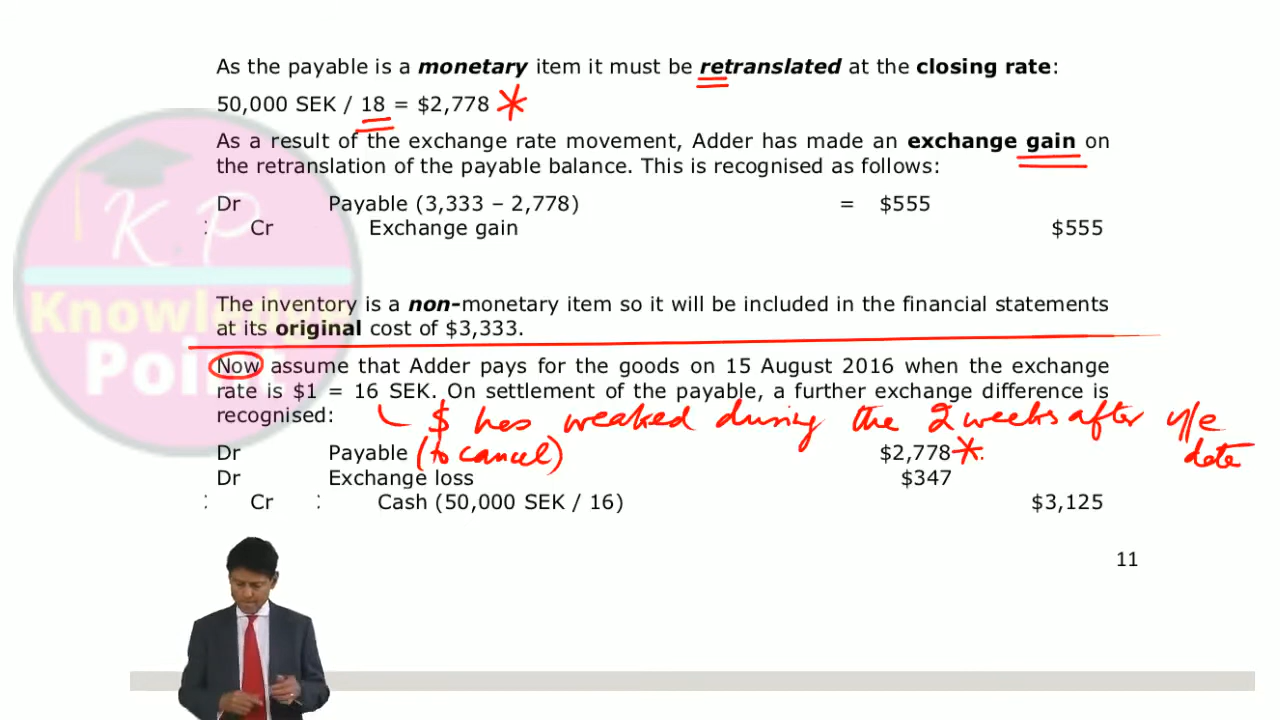 As the payable is a monetary item it must be retranslated at the closing rate:
50,000 SEK / 18 = $2,778 *
As a result of the exchange rate movement, Adder has made an exchange gain on
the retranslation of the payable balance. This is recognised as follows:
Dr Payable (3,333 – 2,778) = $555
: Cr Exchange gain $555
K.P
Knowledge
Point
The inventory is a non-monetary item so it will be included in the financial statements
at its original cost of $3,333.
Now assume that Adder pays for the goods on 15 August 2016 when the exchange
rate is $1 = 16 SEK. On settlement of the payable, a further exchange difference is
recognised: $ has weaked during the 2 weeks after y/e
date
Dr Payable (to cancel) $2,778 *
Dr Exchange loss $347
: Cr : Cash (50,000 SEK / 16) $3,125
11